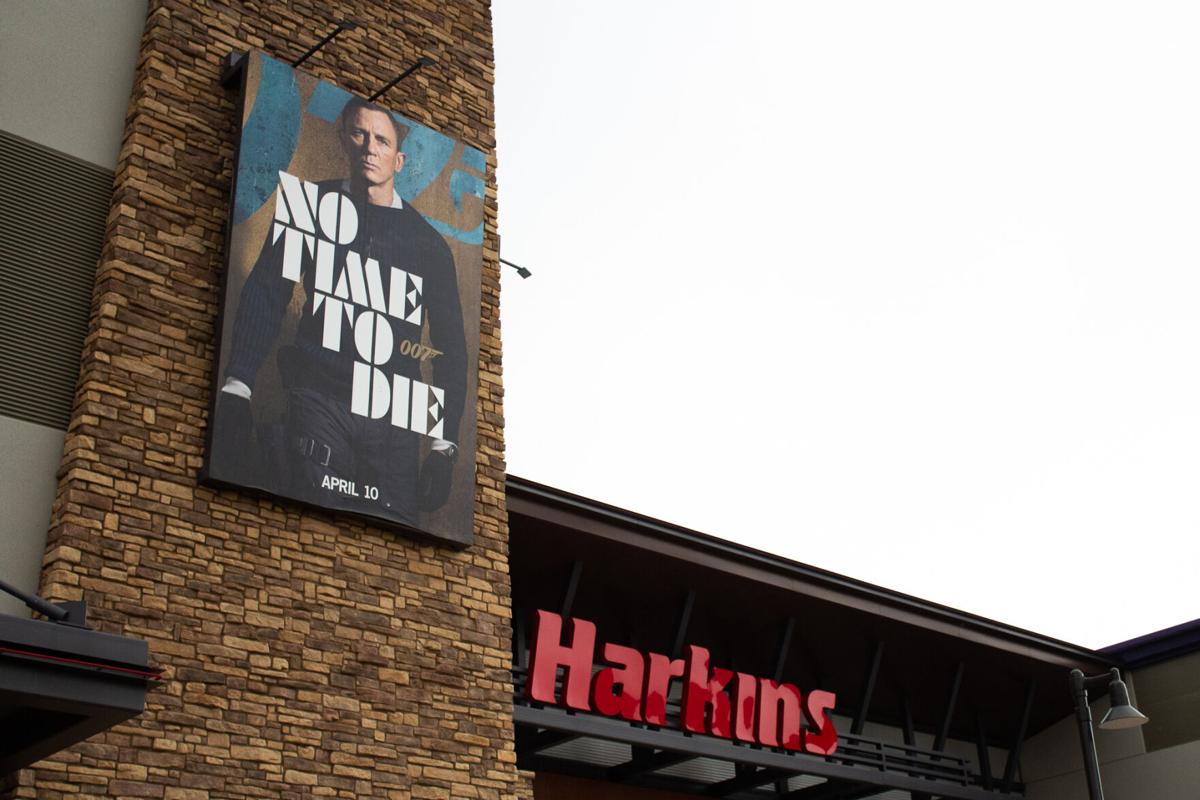 NO
TIME
TO
007
DIE
APRIL 10
Harkins